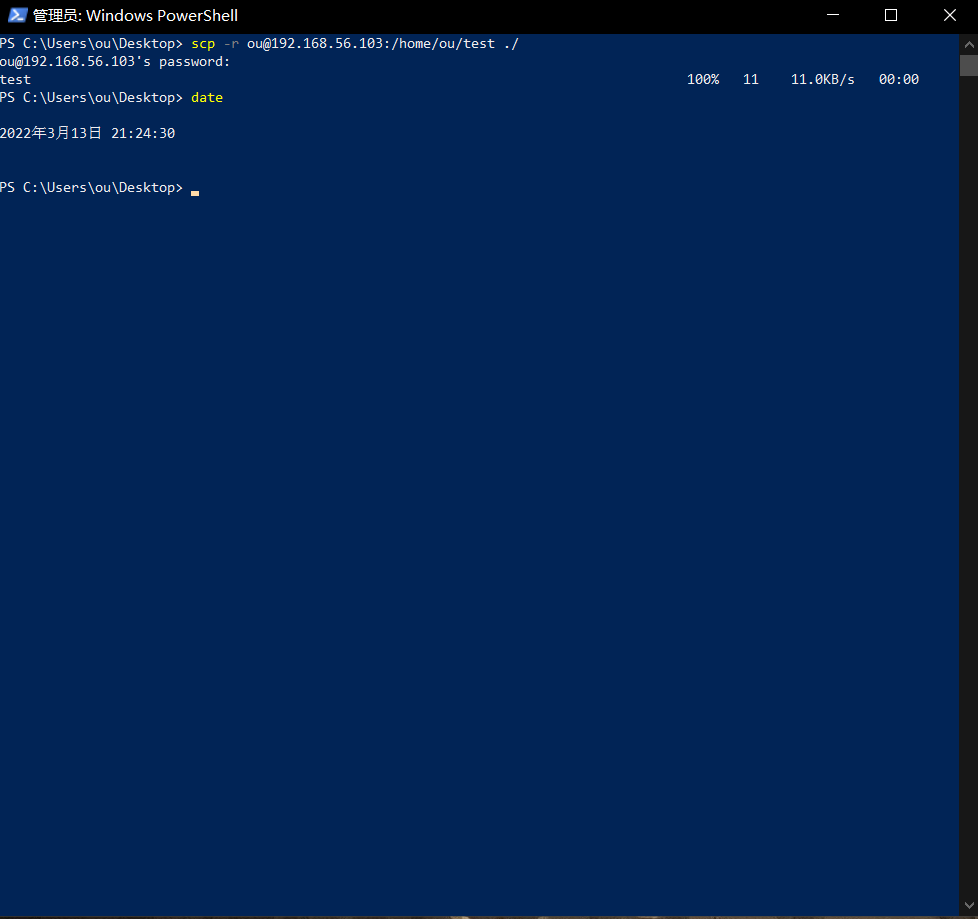 管理员: Windows PowerShell
PS C:\Users\ou\Desktop> scp -r ou@192.168.56.103:/home/ou/test ./
ou@192.168.56.103's password:
test 100% 11 11.0KB/s 00:00
PS C:\Users\ou\Desktop> date
2022年3月13日 21:24:30
PS C:\Users\ou\Desktop>